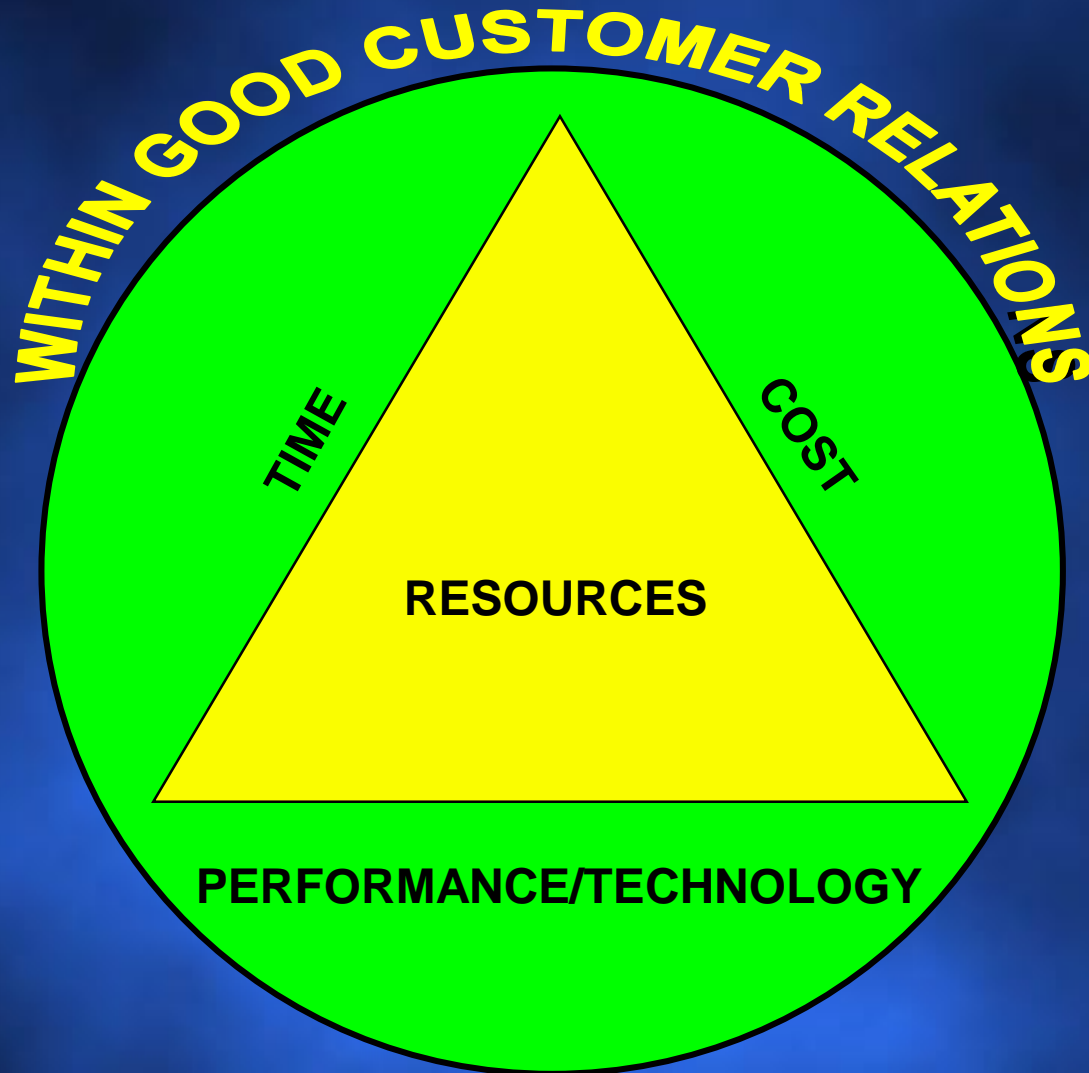 WITHIN GOOD CUSTOMER RELATIONS
TIME
COST
RESOURCES
PERFORMANCE/TECHNOLOGY